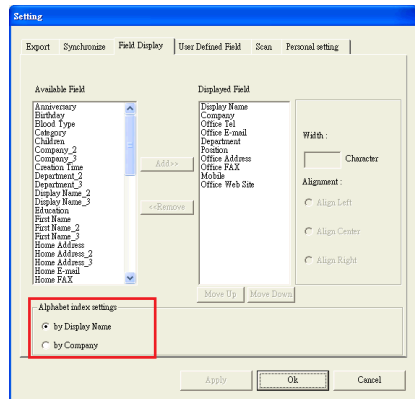 Setting
Export Synchronize Field Display User Defined Field Scan Personal setting
Available Field
Displayed Field
Anniversary
Birthday
Blood Type
Category
Children
Company_2
Company_3
Creation Time
Department_2
Department_3
Display Name_2
Display Name_3
Education
First Name
First Name_2
First Name_3
Home Address
Home Address_2
Home Address_3
Home E-mail
Home FAX
Add>>
<<Remove
Display Name
Company
Office Tel
Office E-mail
Department
Position
Office Address
Office FAX
Mobile
Office Web Site
Width :
Character
Alignment :
Align Left
Align Center
Align Right
Move Up Move Down
Alphabet index settings
by Display Name
by Company
Apply Ok Cancel